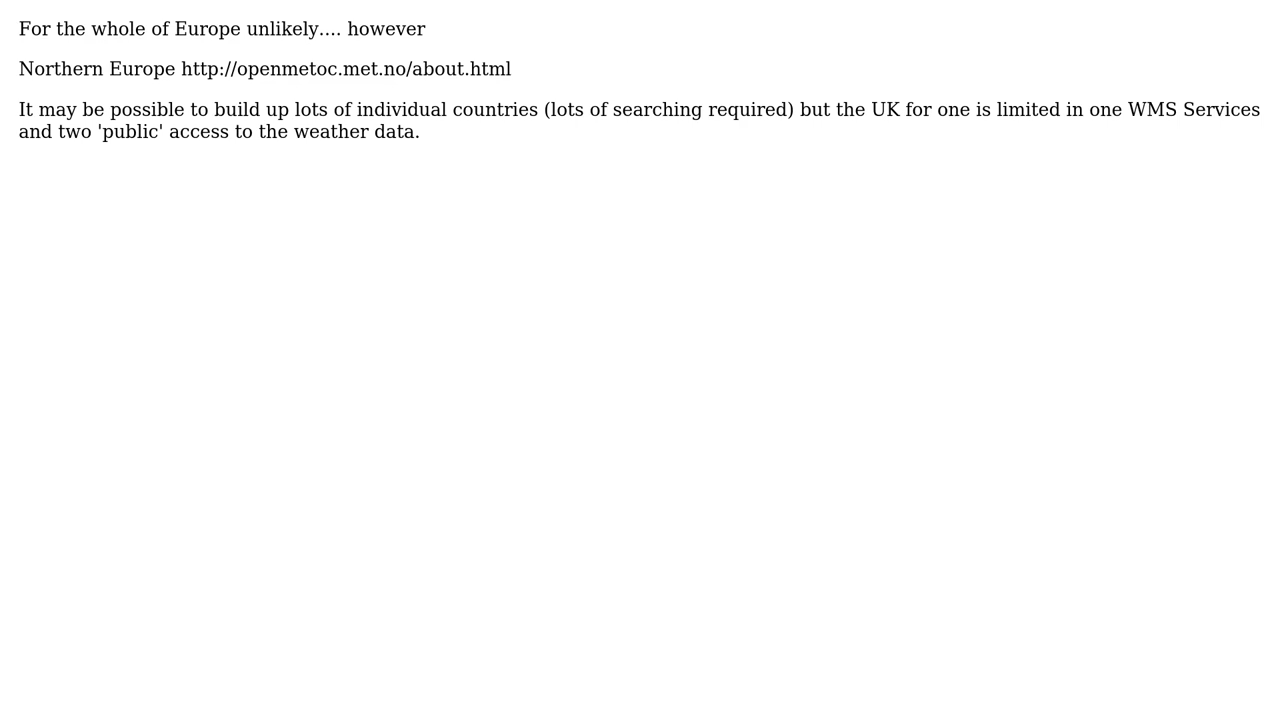 For the whole of Europe unlikely.... however
Northern Europe http://openmetoc.met.no/about.html
It may be possible to build up lots of individual countries (lots of searching required) but the UK for one is limited in one WMS Services
and two 'public' access to the weather data.